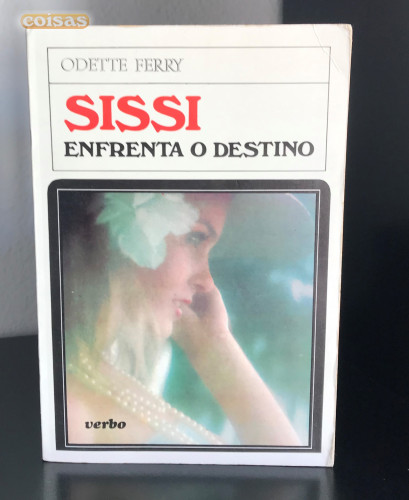 coisas
ODETTE FERRY
SISSI
ENFRENTA O DESTINO
verbo